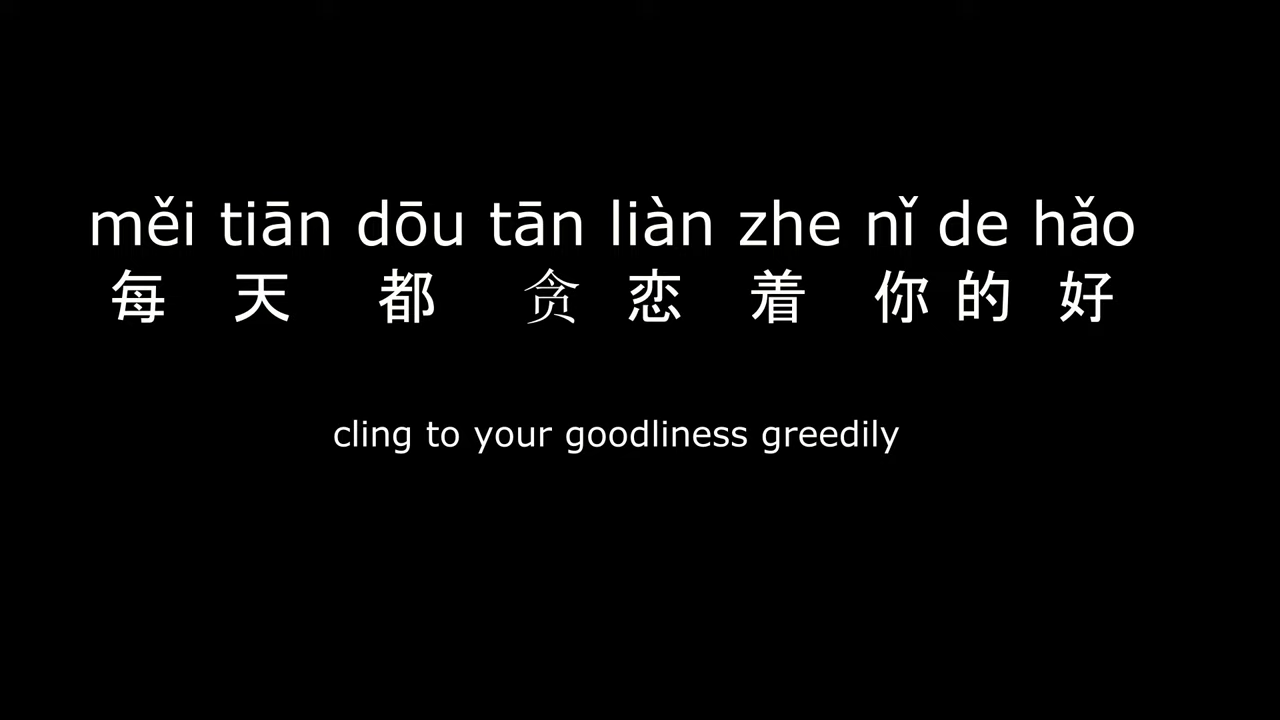 měi tiān dōu tān liàn zhe nǐ de hǎo
每 天 都 贪 恋 着 你 的 好
cling to your goodliness greedily